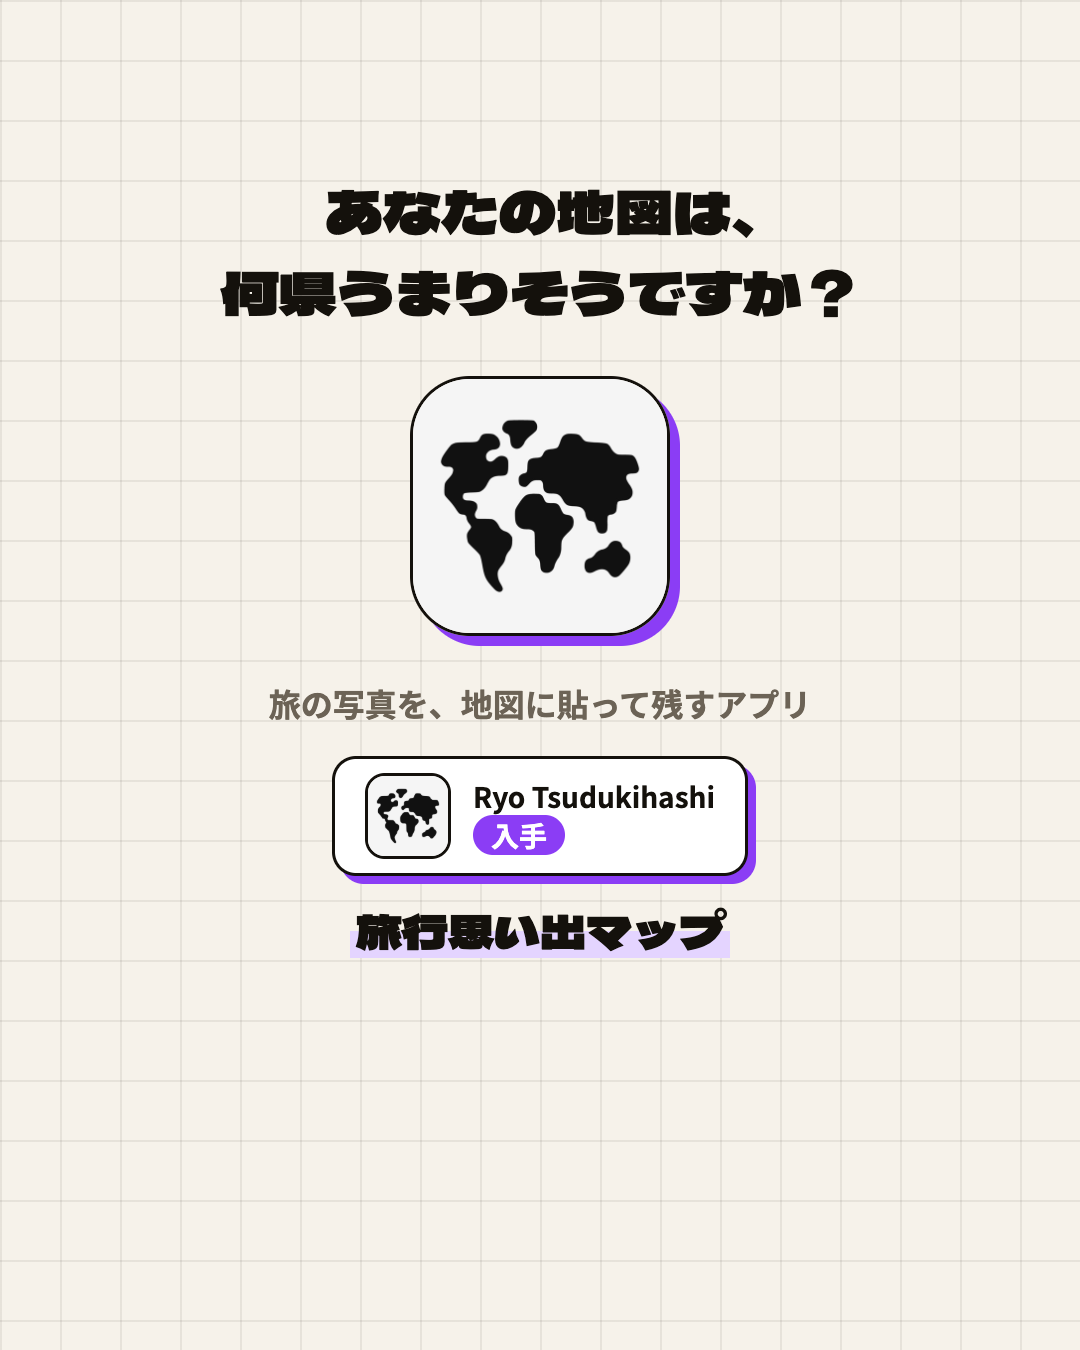 あなたの地図は、
何県うまりそうですか？
旅の写真を、地図に貼って残すアプリ
Ryo Tsudukihashi
入手
旅行思い出マップ